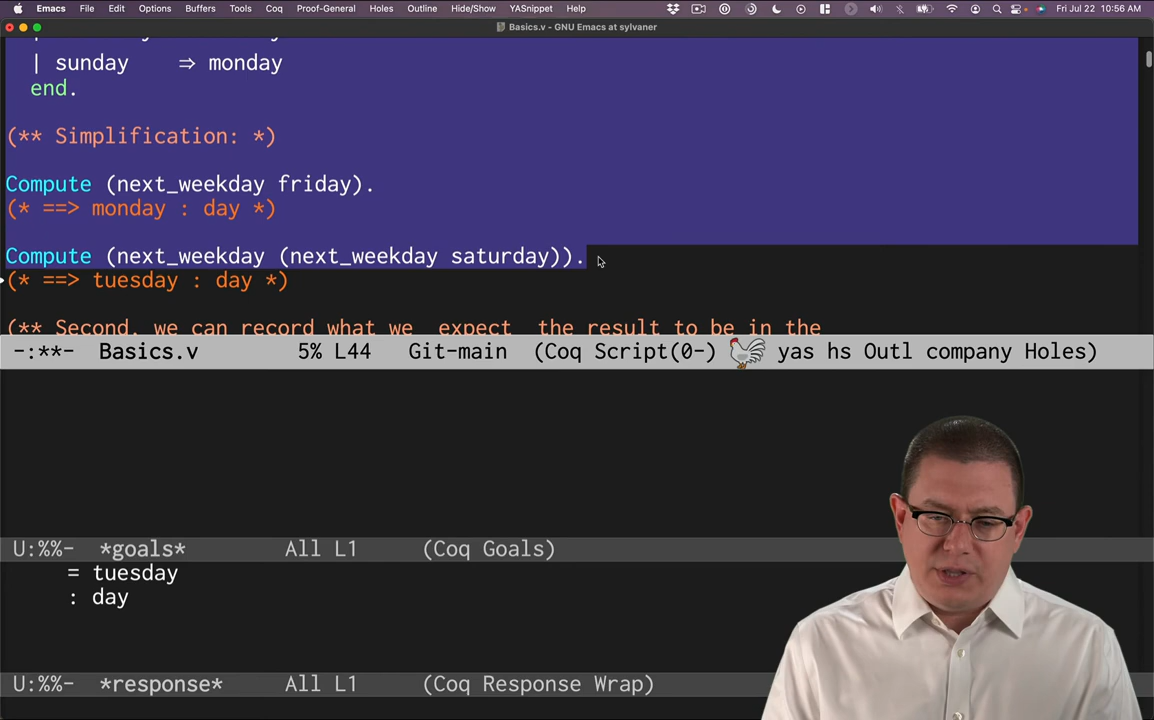 Emacs File Edit Options Buffers Tools Coq Proof-General Holes Outline Hide/Show YASnippet Help Fri Jul 22 10:56 AM
Basics.v - GNU Emacs at sylvaner
| sunday ⇒ monday
end.
(** Simplification: *)
Compute (next_weekday friday).
(* ==> monday : day *)
Compute (next_weekday (next_weekday saturday)).
(* ==> tuesday : day *)
(** Second, we can record what we expect the result to be in the
-:**- Basics.v 5% L44 Git-main (Coq Script(0-) yas hs Outl company Holes)
U:%%- *goals* All L1 (Coq Goals)
= tuesday
: day
U:%%- *response* All L1 (Coq Response Wrap)